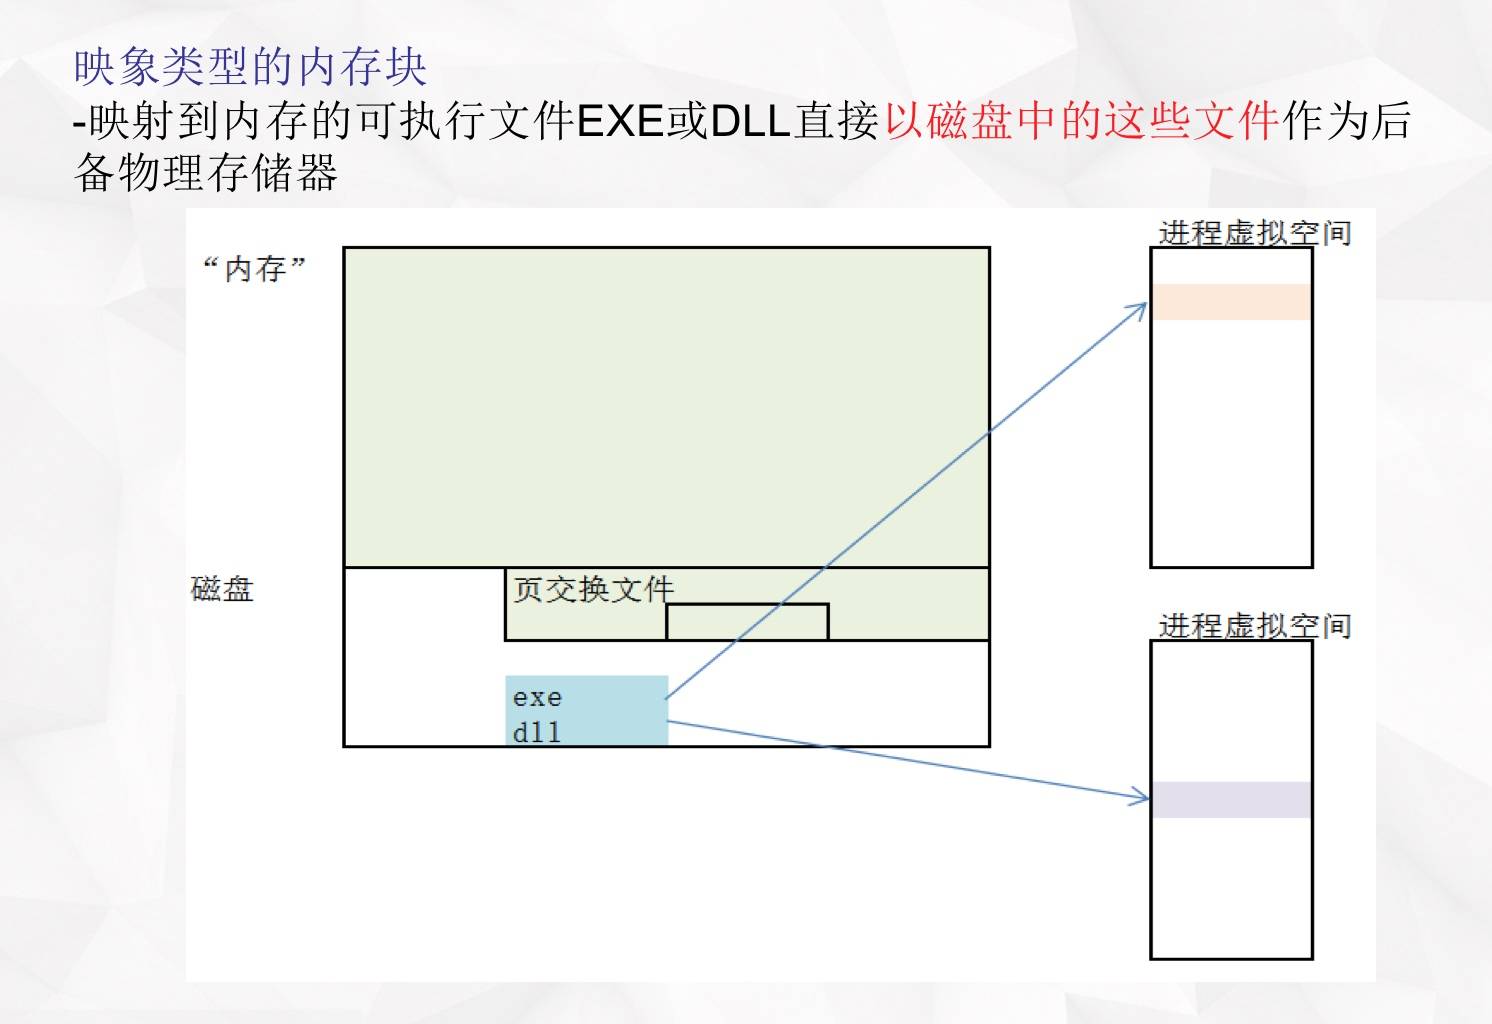 映象类型的内存块
-映射到内存的可执行文件EXE或DLL直接以磁盘中的这些文件作为后
备物理存储器
进程虚拟空间
“内存”
磁盘
页交换文件
进程虚拟空间
exe
dll